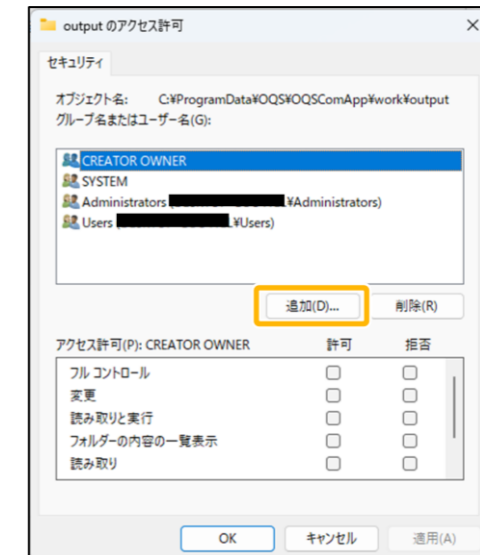 output のアクセス許可
セキュリティ
オブジェクト名: C:¥ProgramData¥OQS¥OQSComApp¥work¥output
グループ名またはユーザー名(G):
CREATOR OWNER
SYSTEM
Administrators ¥Administrators)
Users ¥Users)
追加(D)... 削除(R)
アクセス許可(P): CREATOR OWNER 許可 拒否
フル コントロール
変更
読み取りと実行
フォルダーの内容の一覧表示
読み取り
OK キャンセル 適用(A)